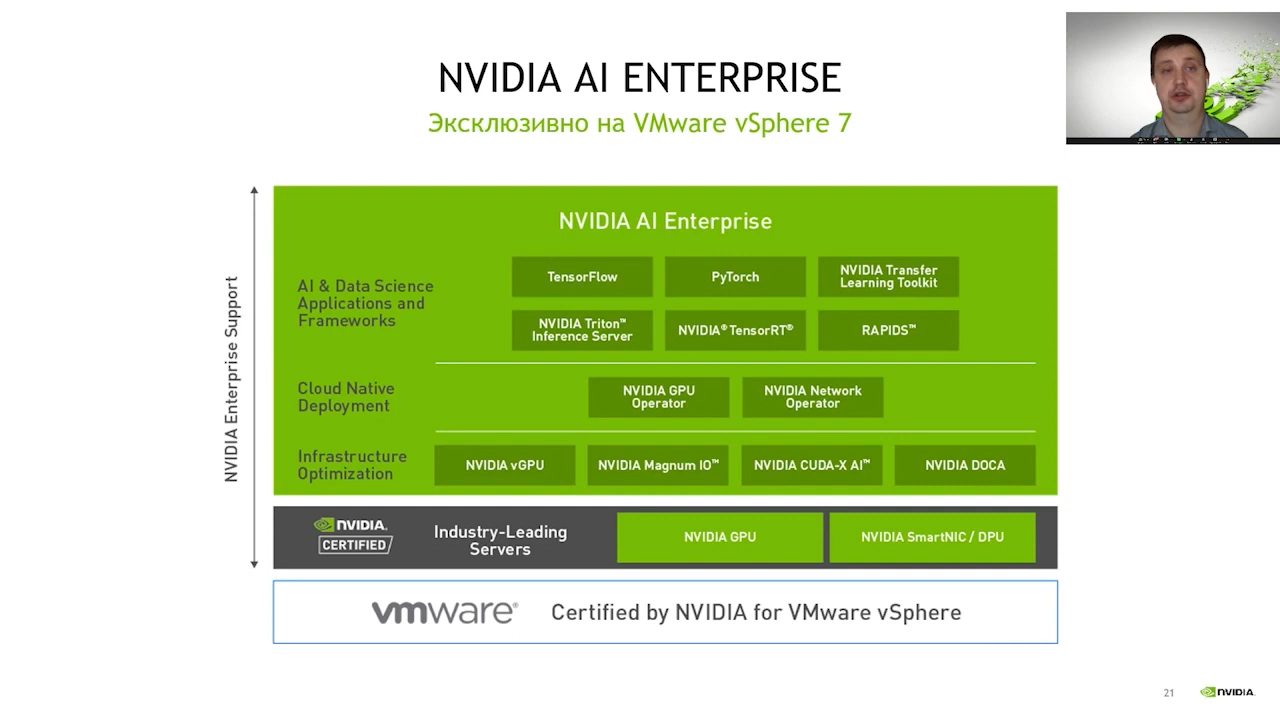 NVIDIA AI ENTERPRISE
Эксклюзивно на VMware vSphere 7
NVIDIA Enterprise Support
NVIDIA AI Enterprise
AI & Data Science
Applications and
Frameworks
TensorFlow
PyTorch
NVIDIA Transfer
Learning Toolkit
NVIDIA Triton™
Inference Server
NVIDIA® TensorRT®
RAPIDS™
Cloud Native
Deployment
NVIDIA GPU
Operator
NVIDIA Network
Operator
Infrastructure
Optimization
NVIDIA vGPU
NVIDIA Magnum IO™
NVIDIA CUDA-X AI™
NVIDIA DOCA
NVIDIA.
CERTIFIED
Industry-Leading
Servers
NVIDIA GPU
NVIDIA SmartNIC / DPU
vmware®
Certified by NVIDIA for VMware vSphere
21
NVIDIA.